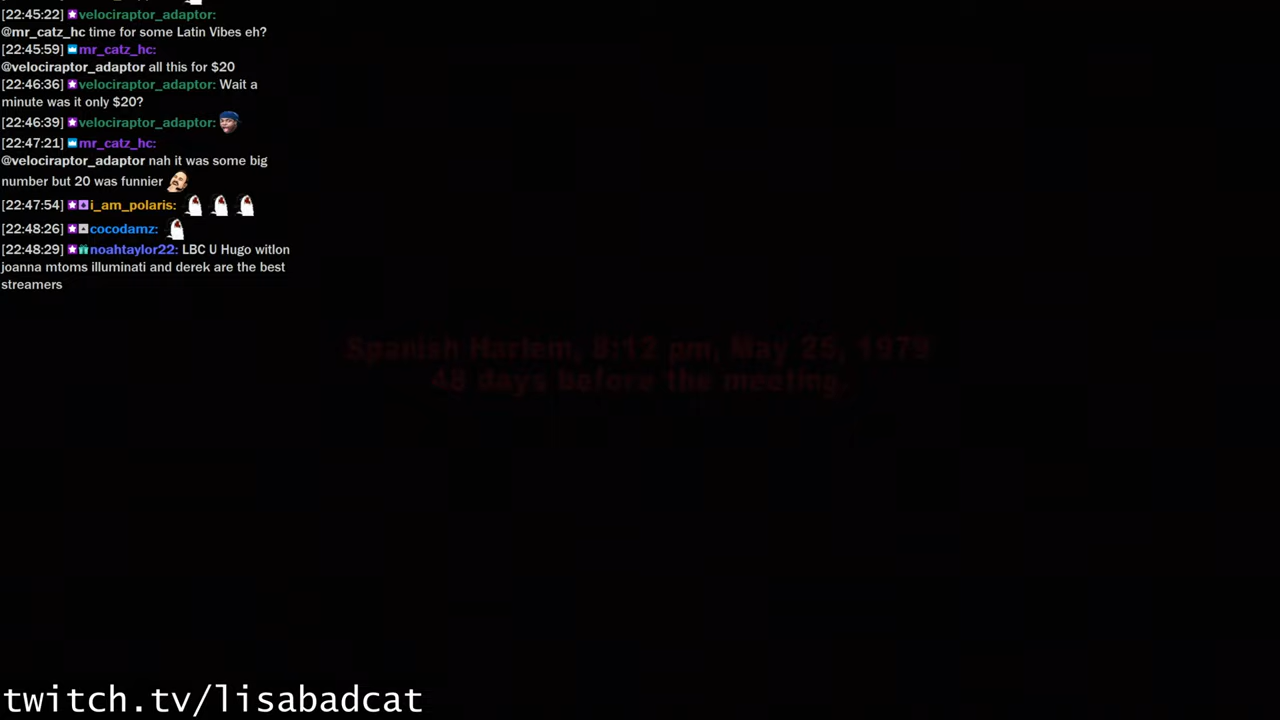 [22:45:22] velociraptor_adaptor:
@mr_catz_hc time for some Latin Vibes eh?
[22:45:59] mr_catz_hc:
@velociraptor_adaptor all this for $20
[22:46:36] velociraptor_adaptor: Wait a
minute was it only $20?
[22:46:39] velociraptor_adaptor:
[22:47:21] mr_catz_hc:
@velociraptor_adaptor nah it was some big
number but 20 was funnier
[22:47:54] i_am_polaris:
[22:48:26] cocodamz:
[22:48:29] noahtaylor22: LBC U Hugo witlon
joanna mtoms illuminati and derek are the best
streamers
Spanish Harlem, 8:12 pm, May 25, 1979
48 days before the meeting.
twitch.tv/lisabadcat